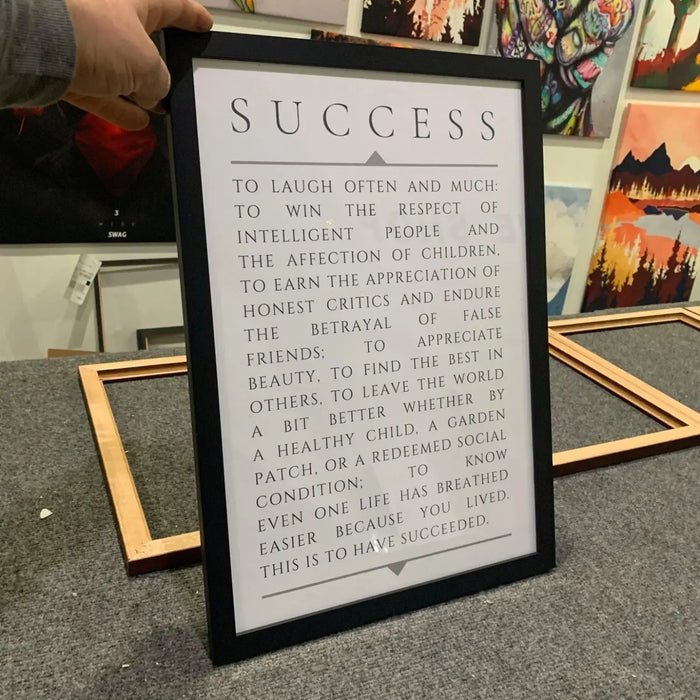 SUCCESS
TO LAUGH OFTEN AND MUCH:
TO WIN THE RESPECT OF
INTELLIGENT PEOPLE AND
THE AFFECTION OF CHILDREN,
TO EARN THE APPRECIATION OF
HONEST CRITICS AND ENDURE
THE BETRAYAL OF FALSE
FRIENDS; TO APPRECIATE
BEAUTY, TO FIND THE BEST IN
OTHERS, TO LEAVE THE WORLD
A BIT BETTER WHETHER BY
A HEALTHY CHILD, A GARDEN
PATCH, OR A REDEEMED SOCIAL
CONDITION; TO KNOW
EVEN ONE LIFE HAS BREATHED
EASIER BECAUSE YOU LIVED.
THIS IS TO HAVE SUCCEEDED.
3
SWAG